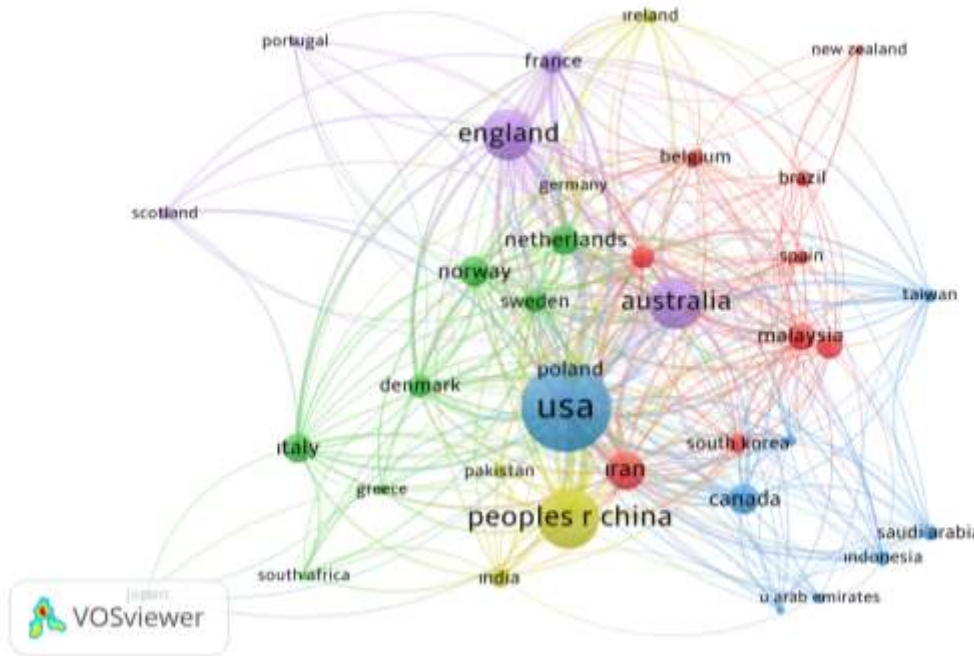 ireland
portugal
new zealand
france
england
belgium
brazil
germany
scotland
netherlands
spain
norway
taiwan
sweden
australia
malaysia
poland
denmark
usa
south korea
italy
pakistan
iran
greece
canada
peoples r china
saudi arabia
indonesia
south africa
india
japan
u arab emirates
VOSviewer